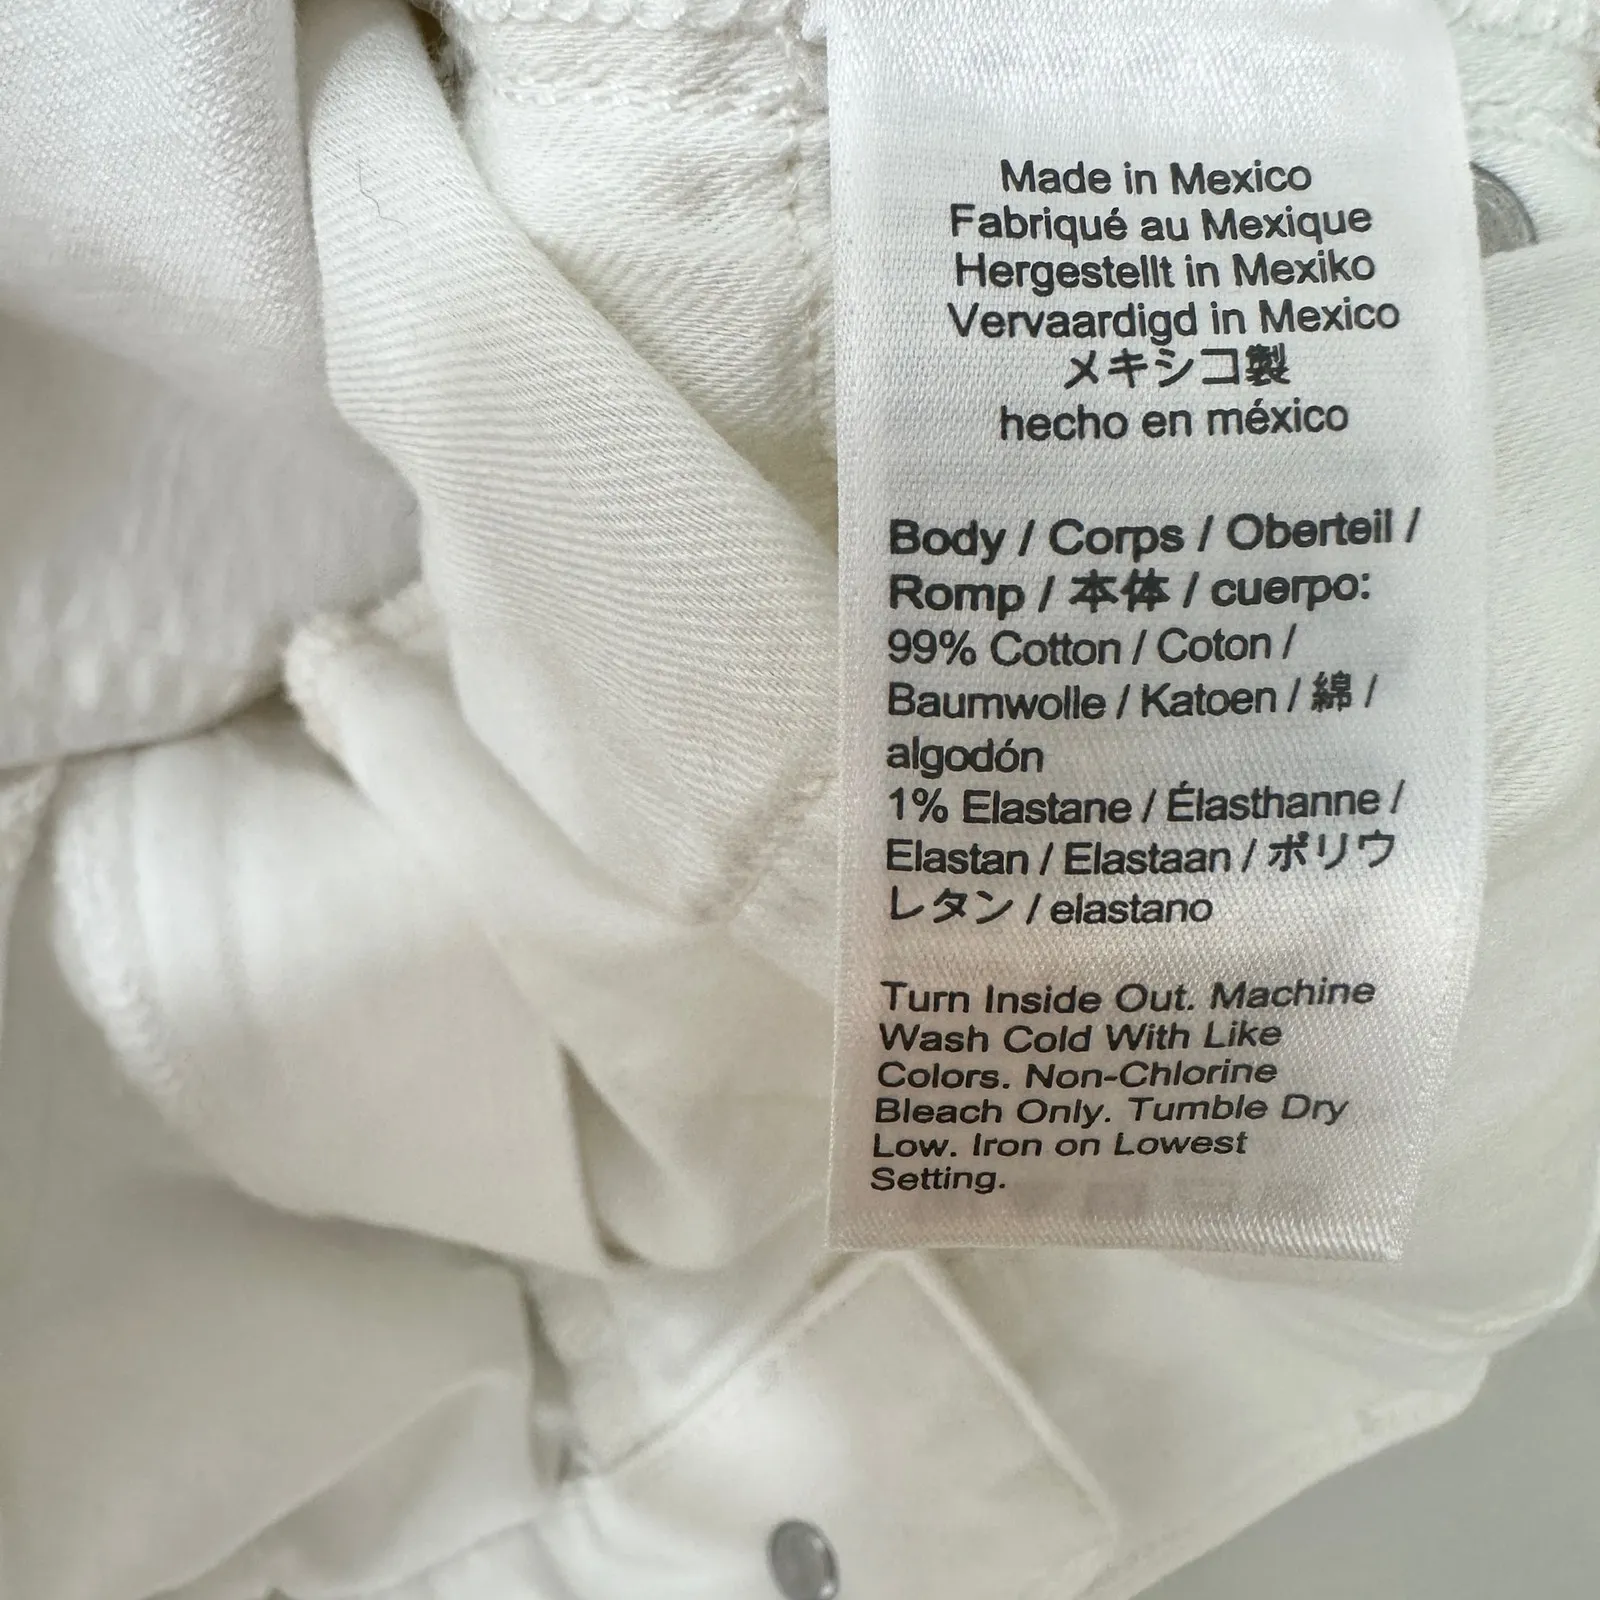 Made in Mexico
Fabriqué au Mexique
Hergestellt in Mexiko
Vervaardigd in Mexico
メキシコ製
hecho en méxico
Body / Corps / Oberteil /
Romp / 本体 / cuerpo:
99% Cotton / Coton /
Baumwolle / Katoen / 綿 /
algodón
1% Elastane / Élasthanne /
Elastan / Elastaan / ポリウ
レタン / elastano
Turn Inside Out. Machine
Wash Cold With Like
Colors. Non-Chlorine
Bleach Only. Tumble Dry
Low. Iron on Lowest
Setting.